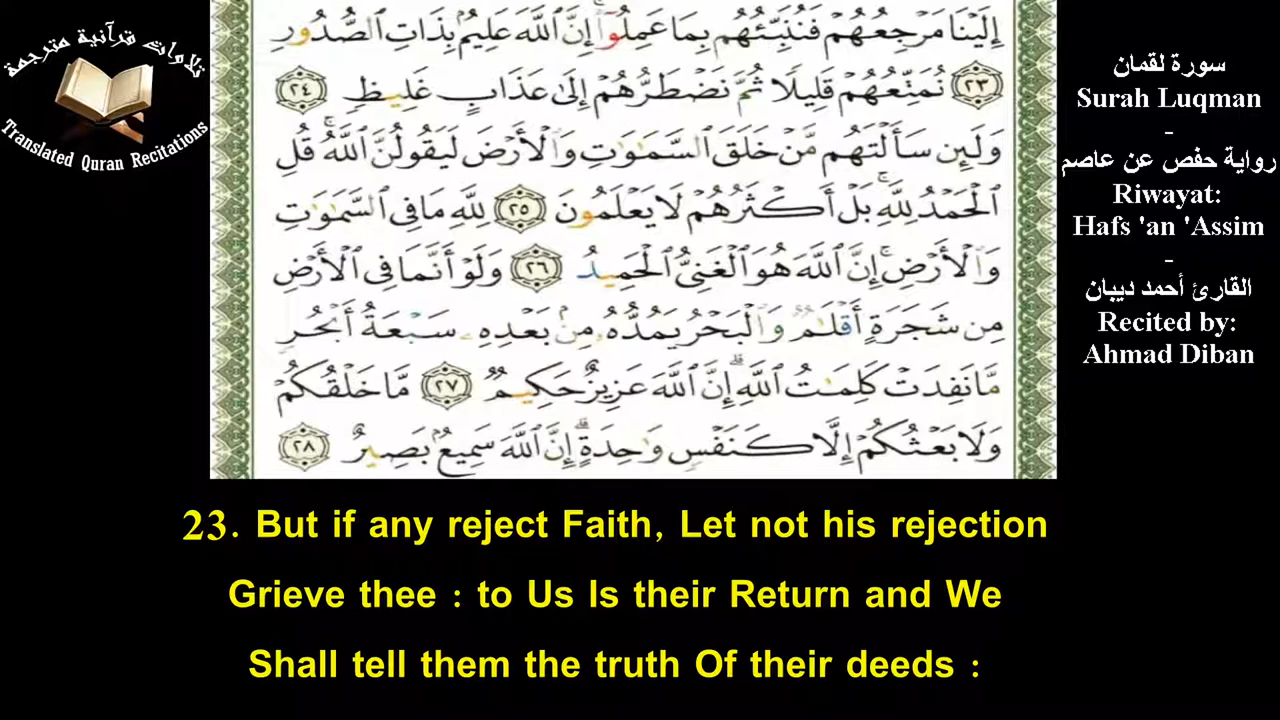 تلاوات قرآنية مترجمة
Translated Quran Recitations
إِلَيْنَا مَرْجِعُهُمْ فَنُنَبِّئُهُم بِمَا عَمِلُوٓا۟ ۚ إِنَّ ٱللَّهَ عَلِيمٌۢ بِذَاتِ ٱلصُّدُورِ
٢٣ نُمَتِّعُهُمْ قَلِيلًا ثُمَّ نَضْطَرُّهُمْ إِلَىٰ عَذَابٍ غَلِيظٍ ٢٤
وَلَئِن سَأَلْتَهُم مَّنْ خَلَقَ ٱلسَّمَـٰوَٰتِ وَٱلْأَرْضَ لَيَقُولُنَّ ٱللَّهُ ۚ قُلِ
ٱلْحَمْدُ لِلَّهِ ۚ بَلْ أَكْثَرُهُمْ لَا يَعْلَمُونَ ٢٥ لِلَّهِ مَا فِى ٱلسَّمَـٰوَٰتِ
وَٱلْأَرْضِ ۚ إِنَّ ٱللَّهَ هُوَ ٱلْغَنِىُّ ٱلْحَمِيدُ ٢٦ وَلَوْ أَنَّمَا فِى ٱلْأَرْضِ
مِن شَجَرَةٍ أَقْلَـٰمٌ وَٱلْبَحْرُ يَمُدُّهُۥ مِنۢ بَعْدِهِۦ سَبْعَةُ أَبْحُرٍ
مَّا نَفِدَتْ كَلِمَـٰتُ ٱللَّهِ ۗ إِنَّ ٱللَّهَ عَزِيزٌ حَكِيمٌ ٢٧ مَّا خَلْقُكُمْ
وَلَا بَعْثُكُمْ إِلَّا كَنَفْسٍ وَٰحِدَةٍ ۗ إِنَّ ٱللَّهَ سَمِيعٌۢ بَصِيرٌ ٢٨
سورة لقمان
Surah Luqman
-
رواية حفص عن عاصم
Riwayat:
Hafs 'an 'Assim
-
القارئ أحمد ديبان
Recited by:
Ahmad Diban
23. But if any reject Faith, Let not his rejection
Grieve thee : to Us Is their Return and We
Shall tell them the truth Of their deeds :